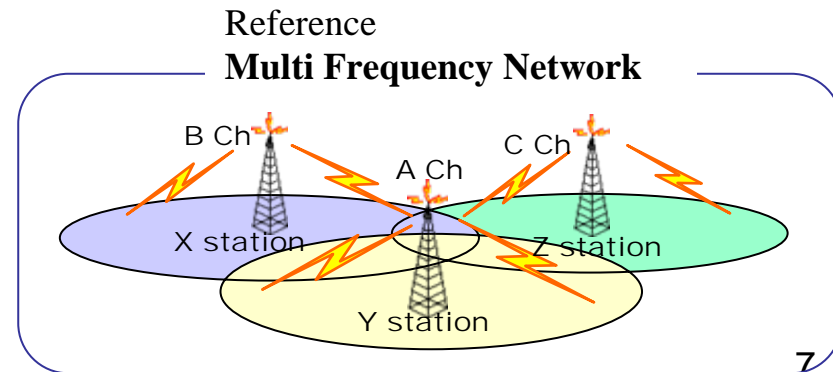 Reference
Multi Frequency Network
B Ch
A Ch
C Ch
X station
Z station
Y station
7